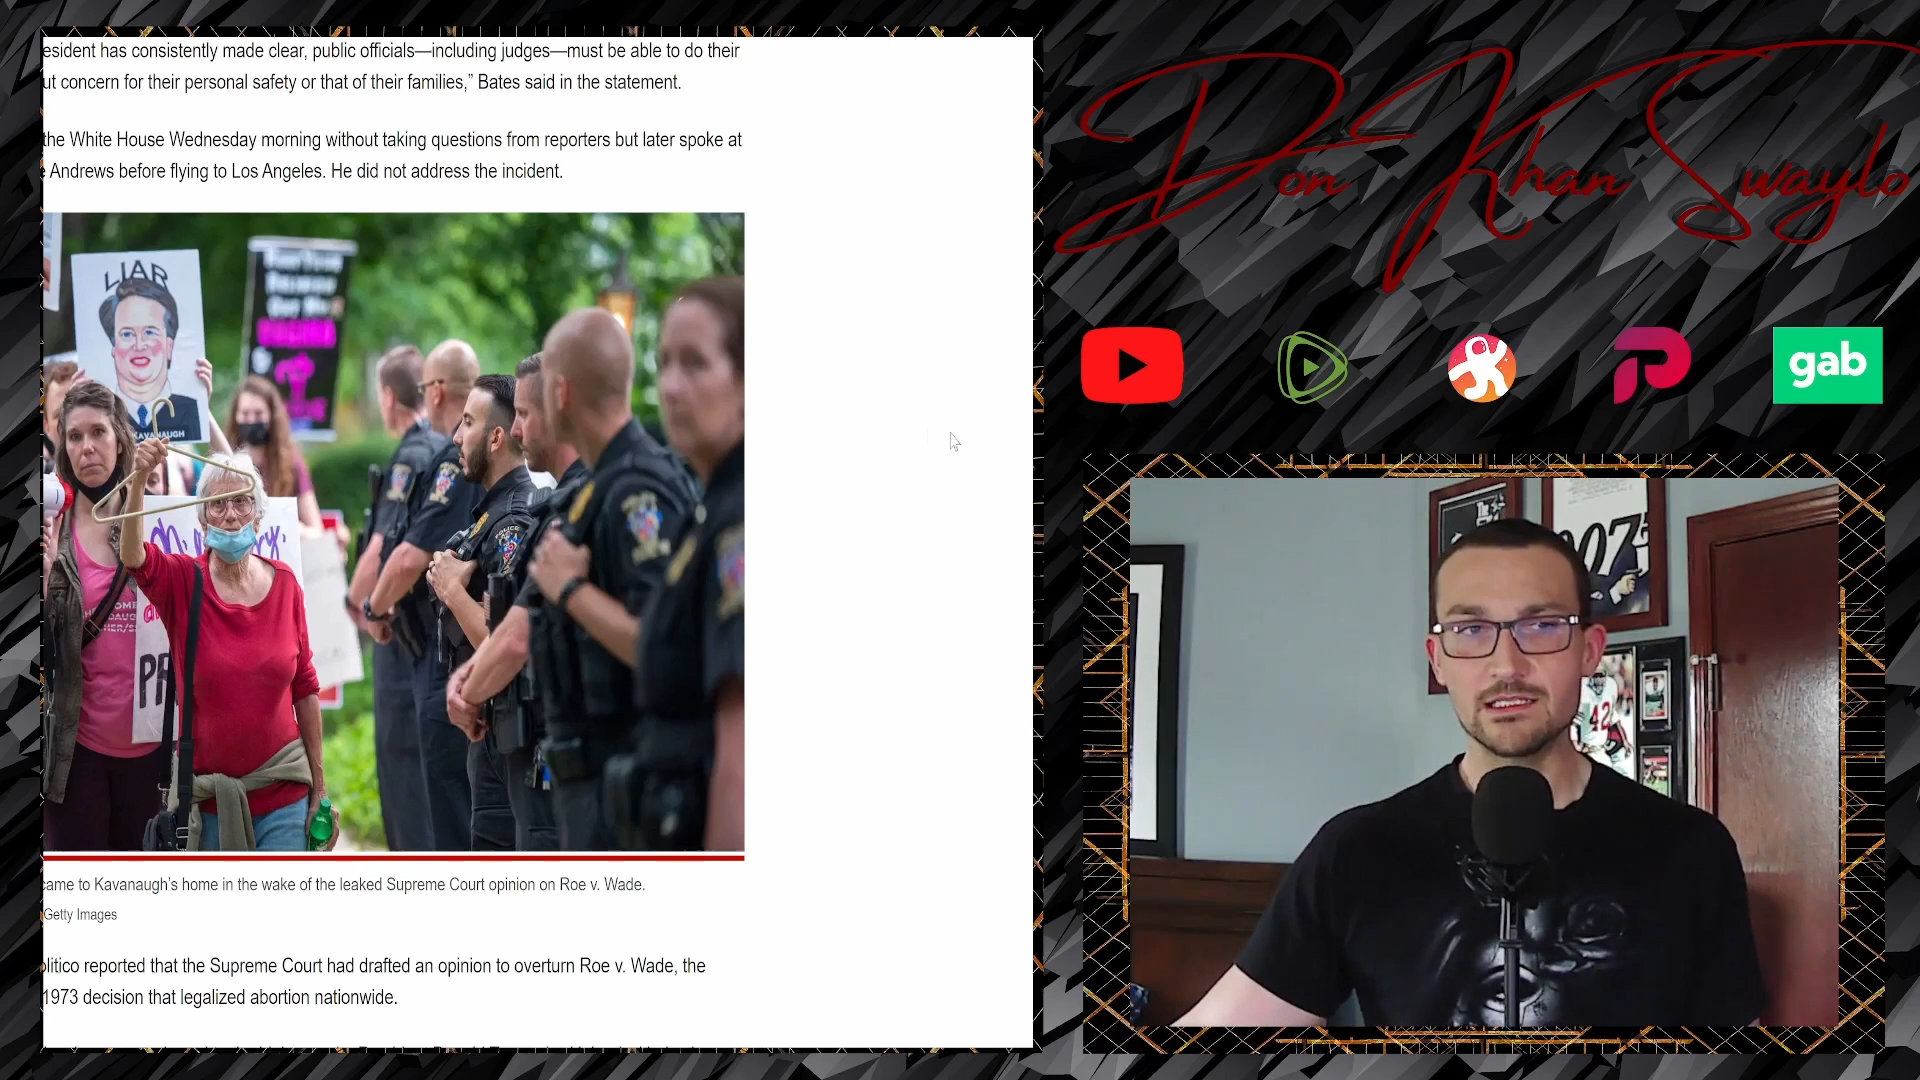 esident has consistently made clear, public officials—including judges—must be able to do their
ut concern for their personal safety or that of their families,” Bates said in the statement.
the White House Wednesday morning without taking questions from reporters but later spoke at
Andrews before flying to Los Angeles. He did not address the incident.
LIAR
KAVANAUGH
POLICE
came to Kavanaugh’s home in the wake of the leaked Supreme Court opinion on Roe v. Wade.
Getty Images
olitico reported that the Supreme Court had drafted an opinion to overturn Roe v. Wade, the
1973 decision that legalized abortion nationwide.
Don Khan Swaylo
gab
007
42